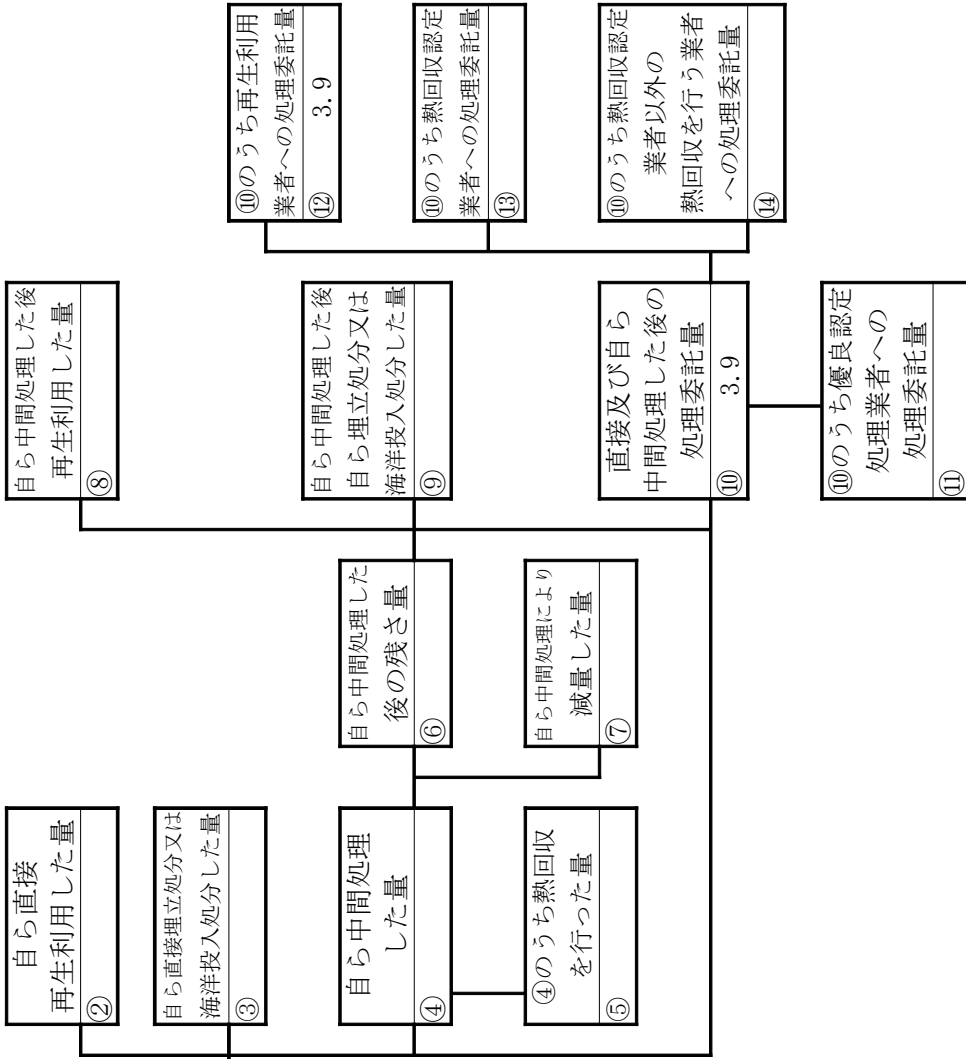 自ら直接
再生利用した量
②
自ら直接埋立処分又は
海洋投入処分した量
③
自ら中間処理
した量
④
④のうち熱回収
を行った量
⑤
自ら中間処理した
後の残さ量
⑥
自ら中間処理により
減量した量
⑦
自ら中間処理した後
再生利用した量
⑧
自ら中間処理した後
自ら埋立処分又は
海洋投入処分した量
⑨
直接及び自ら
中間処理した後の
処理委託量
⑩ 3.9
⑩のうち優良認定
処理業者への
処理委託量
⑪
⑩のうち再生利用
業者への処理委託量
⑫ 3.9
⑩のうち熱回収認定
業者への処理委託量
⑬
⑩のうち熱回収認定
業者以外の
熱回収を行う業者
への処理委託量
⑭